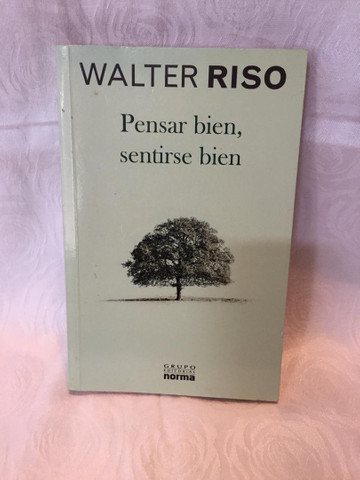 WALTER RISO
Pensar bien,
sentirse bien
GRUPO
EDITORIAL
norma